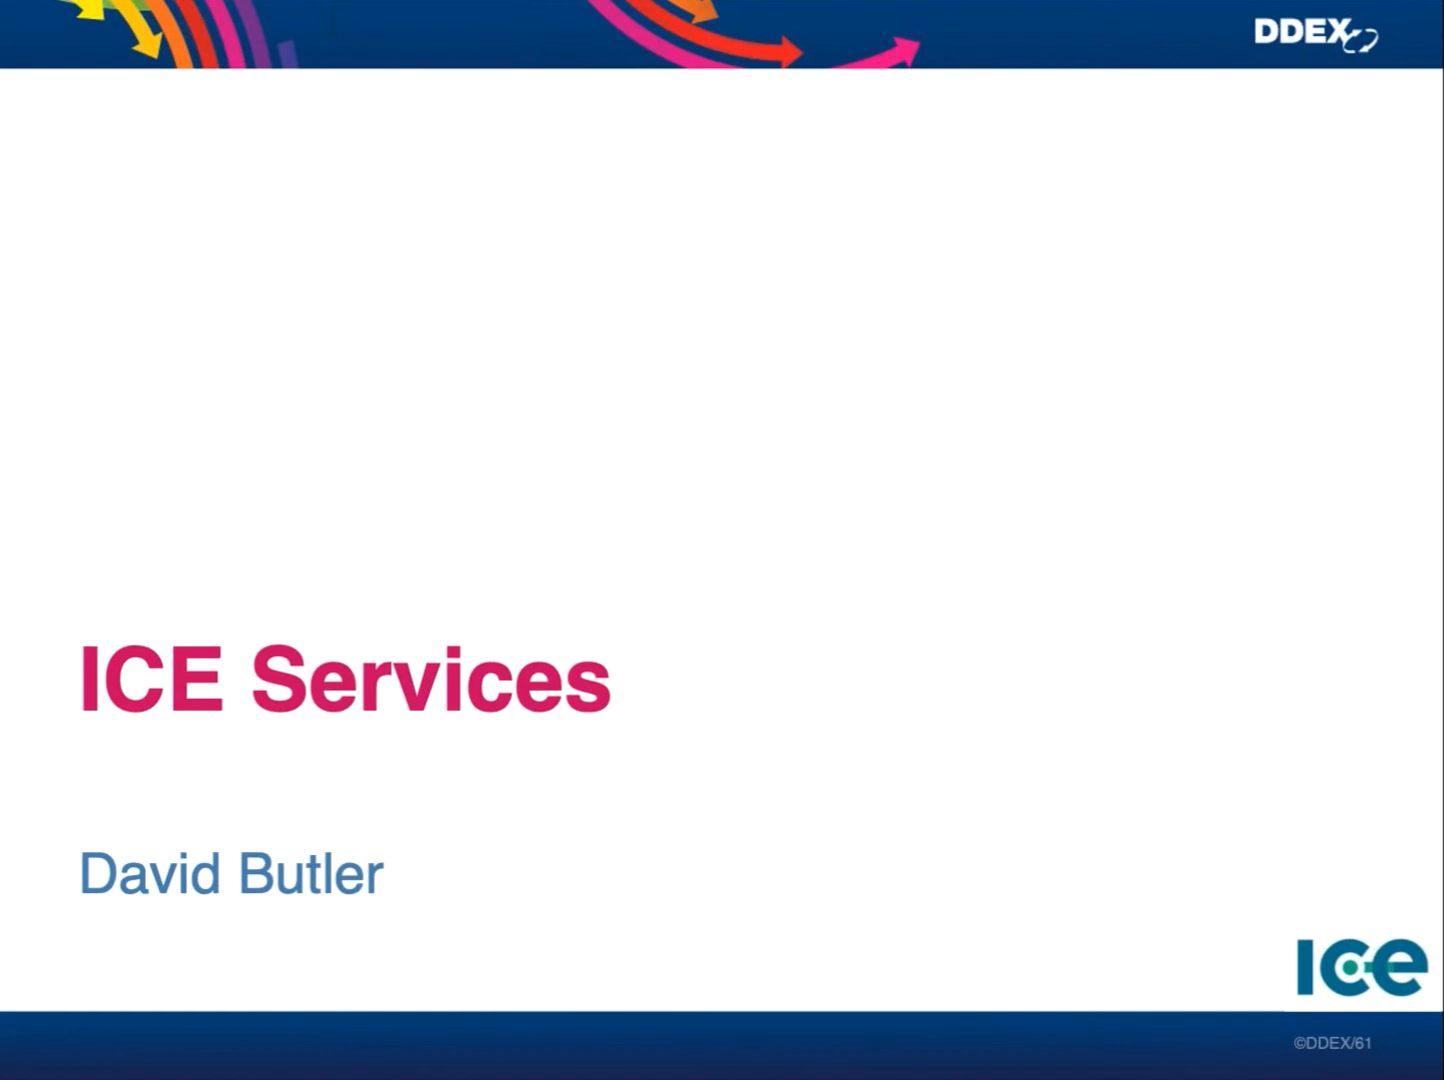 DDEX
ICE Services
David Butler
ICe
©DDEX/61